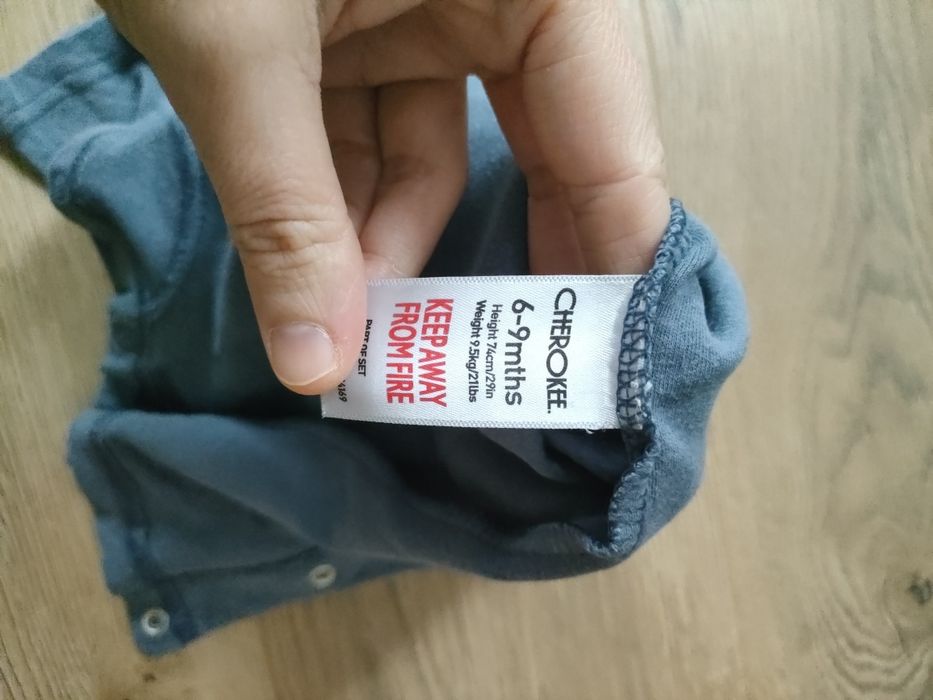 CHEROKEE.
6-9mths
Height 74cm/29in
Weight 9.5kg/21lbs
KEEP AWAY
FROM FIRE
PART OF SET